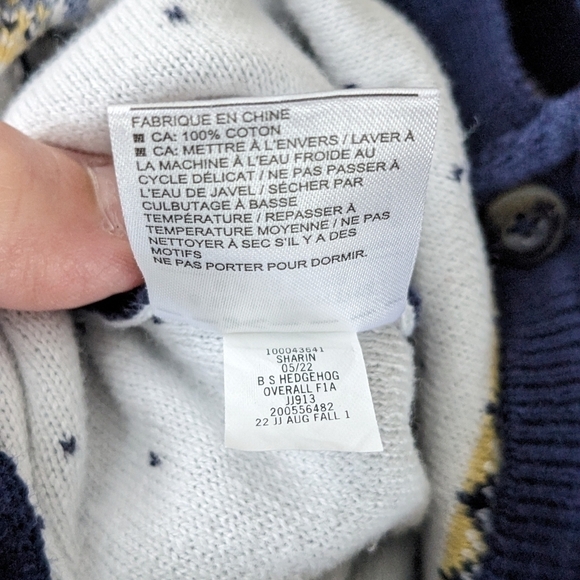 FABRIQUE EN CHINE
CA: 100% COTON
CA: METTRE À L'ENVERS / LAVER À
LA MACHINE À L'EAU FROIDE AU
CYCLE DÉLICAT / NE PAS PASSER À
L'EAU DE JAVEL / SÉCHER PAR
CULBUTAGE À BASSE
TEMPÉRATURE / REPASSER À
TEMPERATURE MOYENNE / NE PAS
NETTOYER À SEC S'IL Y A DES
MOTIFS
NE PAS PORTER POUR DORMIR.
100043641
SHARIN
05/22
B S HEDGEHOG
OVERALL F1A
JJ913
200556482
22 JJ AUG FALL 1